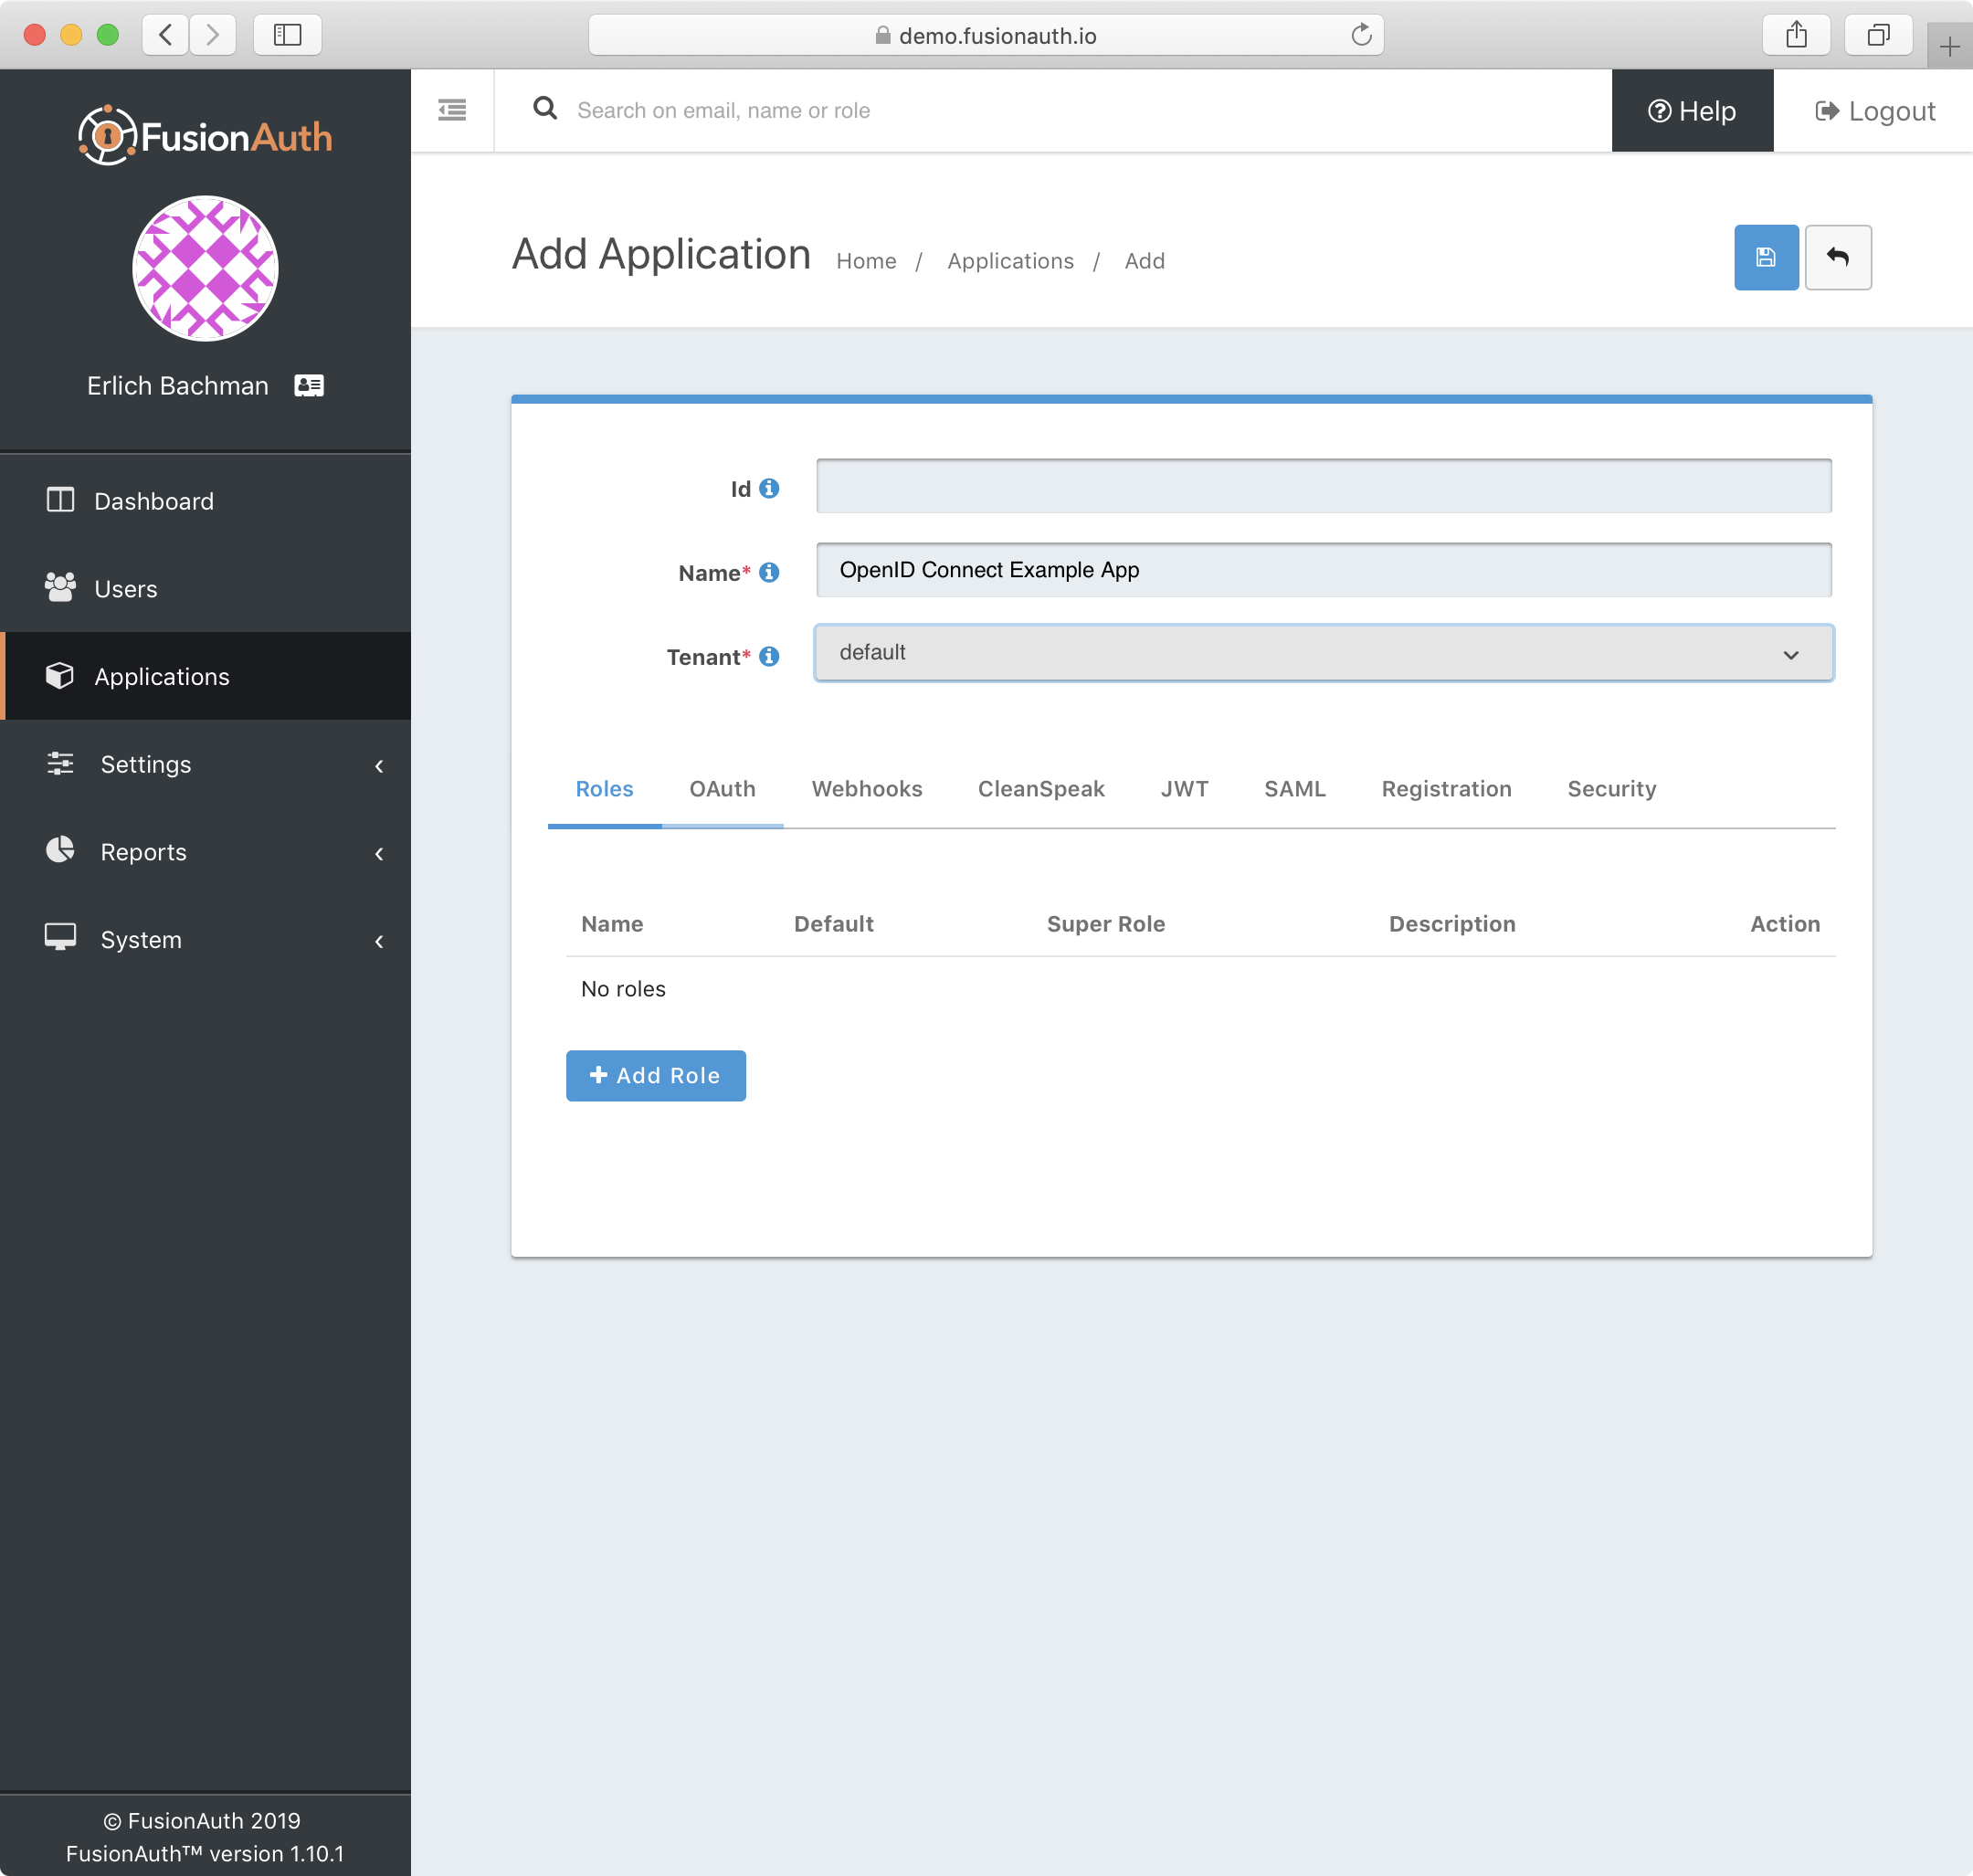 demo.fusionauth.io
FusionAuth
Search on email, name or role
Help
Logout
Erlich Bachman
Add Application
Home / Applications / Add
Dashboard
Users
Applications
Settings
Reports
System
Id
Name* OpenID Connect Example App
Tenant* default
Roles OAuth Webhooks CleanSpeak JWT SAML Registration Security
Name Default Super Role Description Action
No roles
Add Role
© FusionAuth 2019
FusionAuth™ version 1.10.1